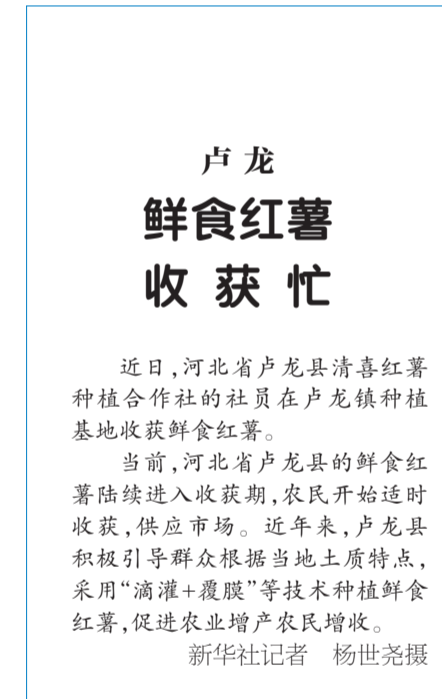 卢龙
鲜食红薯
收获忙
近日,河北省卢龙县清喜红薯
种植合作社的社员在卢龙镇种植
基地收获鲜食红薯。
当前,河北省卢龙县的鲜食红
薯陆续进入收获期,农民开始适时
收获,供应市场。近年来,卢龙县
积极引导群众根据当地土质特点,
采用“滴灌+覆膜”等技术种植鲜食
红薯,促进农业增产农民增收。
新华社记者 杨世尧摄